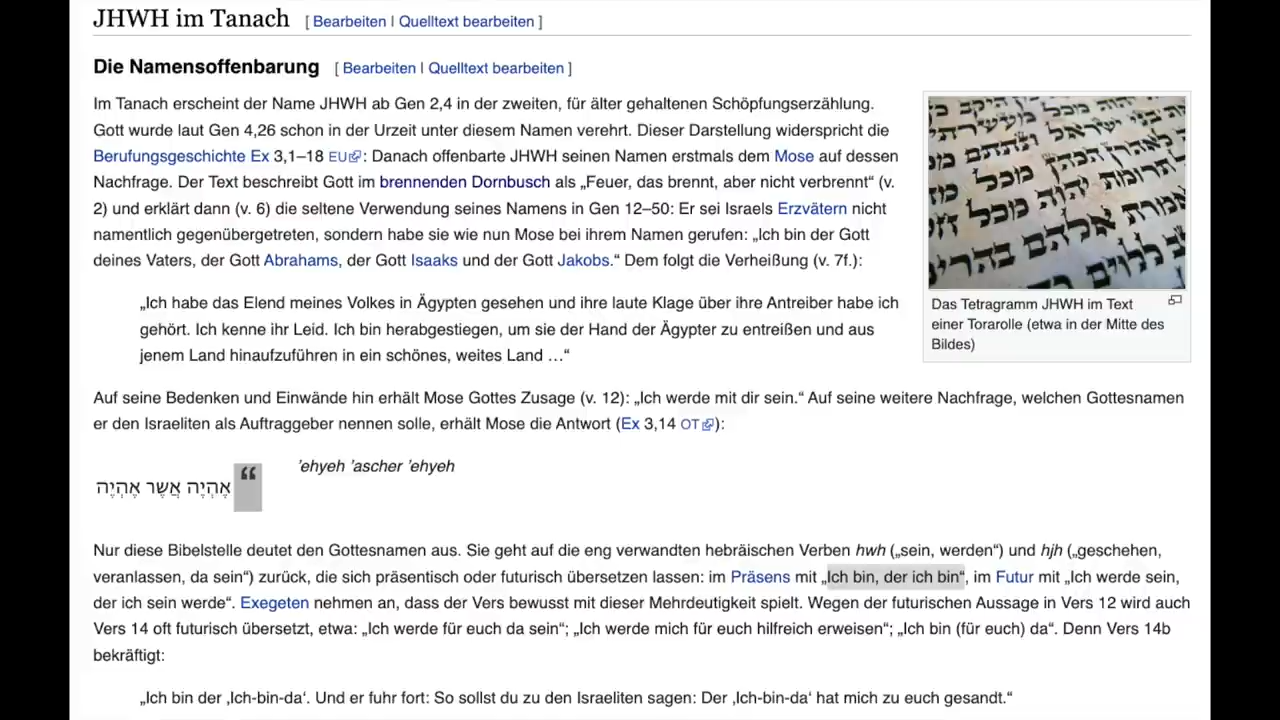 JHWH im Tanach [ Bearbeiten | Quelltext bearbeiten ]
Die Namensoffenbarung [ Bearbeiten | Quelltext bearbeiten ]
Im Tanach erscheint der Name JHWH ab Gen 2,4 in der zweiten, für älter gehaltenen Schöpfungserzählung.
Gott wurde laut Gen 4,26 schon in der Urzeit unter diesem Namen verehrt. Dieser Darstellung widerspricht die
Berufungsgeschichte Ex 3,1–18 EU: Danach offenbarte JHWH seinen Namen erstmals dem Mose auf dessen
Nachfrage. Der Text beschreibt Gott im brennenden Dornbusch als „Feuer, das brennt, aber nicht verbrennt“ (v.
2) und erklärt dann (v. 6) die seltene Verwendung seines Namens in Gen 12–50: Er sei Israels Erzvätern nicht
namentlich gegenübergetreten, sondern habe sie wie nun Mose bei ihrem Namen gerufen: „Ich bin der Gott
deines Vaters, der Gott Abrahams, der Gott Isaaks und der Gott Jakobs.“ Dem folgt die Verheißung (v. 7f.):
„Ich habe das Elend meines Volkes in Ägypten gesehen und ihre laute Klage über ihre Antreiber habe ich
gehört. Ich kenne ihr Leid. Ich bin herabgestiegen, um sie der Hand der Ägypter zu entreißen und aus
jenem Land hinaufzuführen in ein schönes, weites Land …“
מכל
בני ישראל
לאהרן הכהן
תרומת יהוה מכל
Das Tetragramm JHWH im Text
einer Torarolle (etwa in der Mitte des
Bildes)
Auf seine Bedenken und Einwände hin erhält Mose Gottes Zusage (v. 12): „Ich werde mit dir sein.“ Auf seine weitere Nachfrage, welchen Gottesnamen
er den Israeliten als Auftraggeber nennen solle, erhält Mose die Antwort (Ex 3,14 OT):
אֶהְיֶה אֲשֶׁר אֶהְיֶה “ ’ehyeh ’ascher ’ehyeh
Nur diese Bibelstelle deutet den Gottesnamen aus. Sie geht auf die eng verwandten hebräischen Verben hwh („sein, werden“) und hjh („geschehen,
veranlassen, da sein“) zurück, die sich präsentisch oder futurisch übersetzen lassen: im Präsens mit „Ich bin, der ich bin“, im Futur mit „Ich werde sein,
der ich sein werde“. Exegeten nehmen an, dass der Vers bewusst mit dieser Mehrdeutigkeit spielt. Wegen der futurischen Aussage in Vers 12 wird auch
Vers 14 oft futurisch übersetzt, etwa: „Ich werde für euch da sein“; „Ich werde mich für euch hilfreich erweisen“; „Ich bin (für euch) da“. Denn Vers 14b
bekräftigt:
„Ich bin der ‚Ich-bin-da‘. Und er fuhr fort: So sollst du zu den Israeliten sagen: Der ‚Ich-bin-da‘ hat mich zu euch gesandt.“